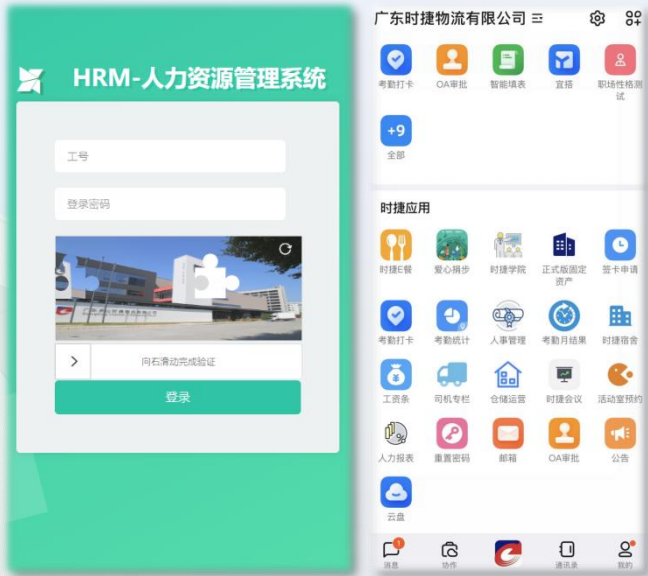 HRM-人力资源管理系统
工号
登录密码
向右滑动完成验证
登录
广东时捷物流有限公司
考勤打卡
OA审批
智能填表
宜搭
职场性格测
试
+9
全部
时捷应用
时捷E餐
爱心捐步
时捷学院
正式版固定
资产
班卡申请
考勤打卡
考勤统计
人事管理
考勤月结果
时捷宿舍
工资条
司机专栏
仓储运营
时捷会议
活动室预约
人力报表
重置密码
邮箱
OA审批
公告
云盘
1
消息
协作
通讯录
我的